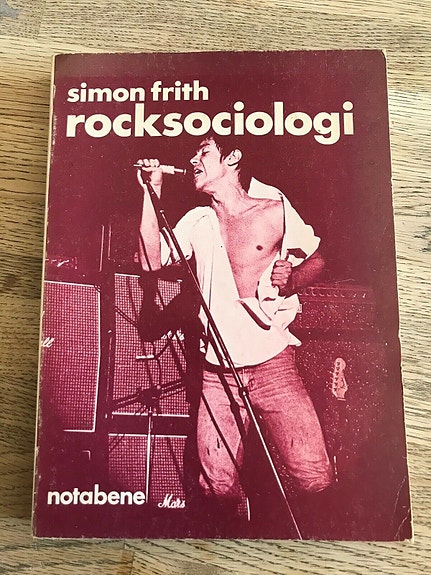 simon frith
rocksociologi
notabene